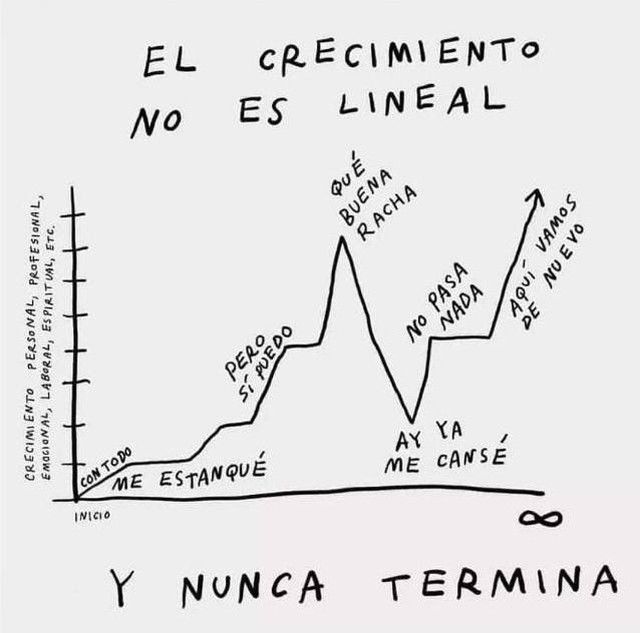 EL CRECIMIENTO
NO ES LINEAL
CRECIMIENTO PERSONAL, PROFESIONAL,
EMOCIONAL, LABORAL, ESPIRITUAL, ETC.
CON TODO
ME ESTANQUÉ
PERO
SÍ PUEDO
QUÉ
BUENA
RACHA
AY YA
ME CANSÉ
NO PASA
NADA
AQUÍ VAMOS
DE NUEVO
INICIO
∞
Y NUNCA TERMINA